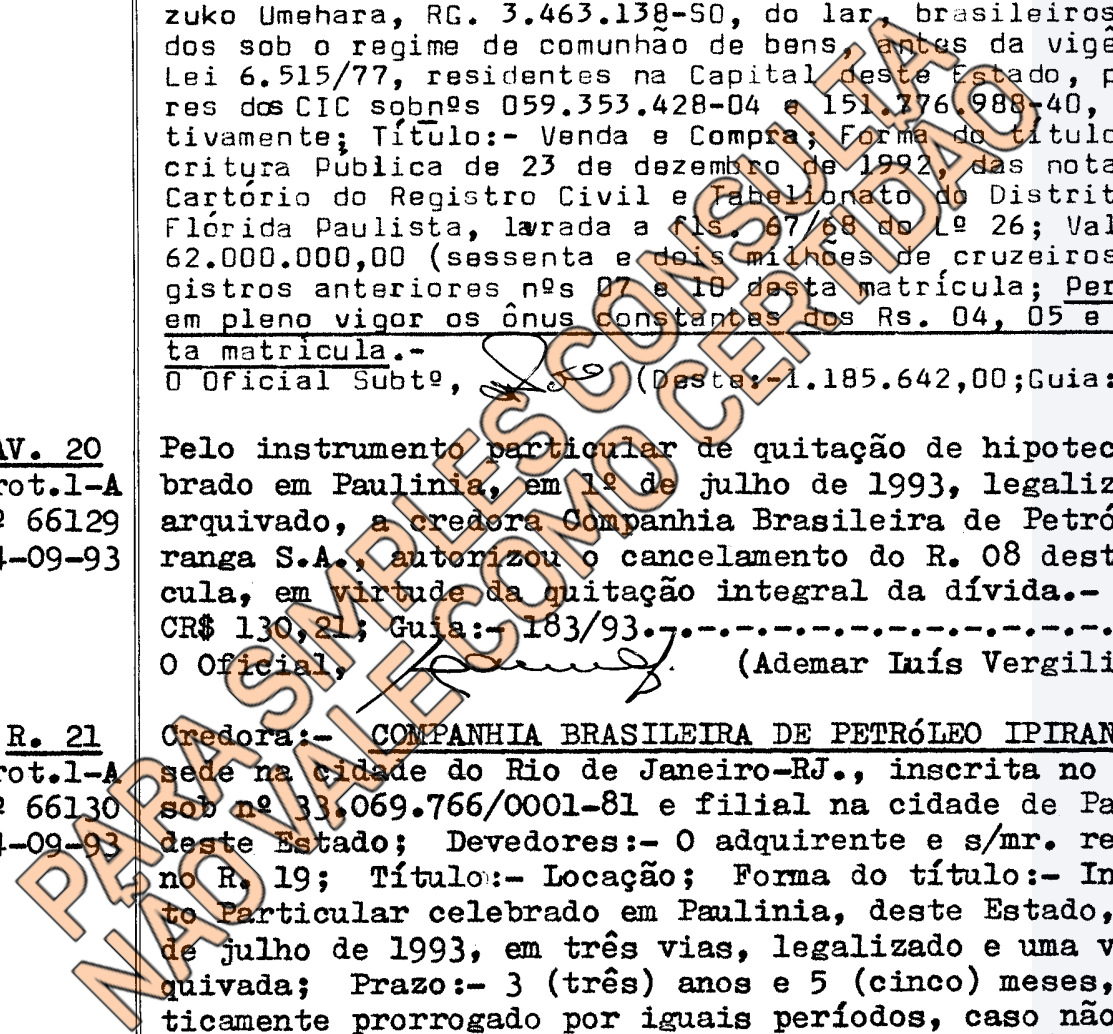 zuko Umehara, RG. 3.463.138-SO, do lar, brasileiros
dos sob o regime de comunhão de bens, antes da vigê
Lei 6.515/77, residentes na Capital deste Estado, p
res dos CIC sobnºs 059.353.428-04 e 151.776.988-40,
tivamente; Título:- Venda e Compra; Forma do título
critura Pública de 23 de dezembro de 1992, das nota
Cartório do Registro Civil e Tabelionato do Distrit
Flórida Paulista, lavrada a fls. 67/68 do Lº 26; Val
62.000.000,00 (sessenta e dois milhões de cruzeiros
gistros anteriores nºs 07 e 10 desta matrícula; Per
em pleno vigor os ônus constantes dos Rs. 04, 05 e
ta matrícula.-
O Oficial Subtº, (Desta:-1.185.642,00;Guia:
AV. 20 Pelo instrumento particular de quitação de hipotec
rot.1-A brado em Paulinia, em 1º de julho de 1993, legaliz
º 66129 arquivado, a credora Companhia Brasileira de Petró
4-09-93 ranga S.A., autorizou o cancelamento do R. 08 dest
cula, em virtude da quitação integral da dívida.-
CR$ 130,21; Guia:- 183/93.-.-.-.-.-.-.-.-.-.-.-.-.
O Oficial, (Ademar Luís Vergili
R. 21 Credora:- COMPANHIA BRASILEIRA DE PETRÓLEO IPIRAN
rot.1-A sede na cidade do Rio de Janeiro-RJ., inscrita no
º 66130 sob nº 33.069.766/0001-81 e filial na cidade de Pa
4-09-93 deste Estado; Devedores:- O adquirente e s/mr. re
no R. 19; Título:- Locação; Forma do título:- In
to Particular celebrado em Paulinia, deste Estado,
de julho de 1993, em três vias, legalizado e uma v
quivada; Prazo:- 3 (três) anos e 5 (cinco) meses,
ticamente prorrogado por iguais períodos, caso não
PARA SIMPLES CONSULTA
NÃO VALE COMO CERTIDÃO